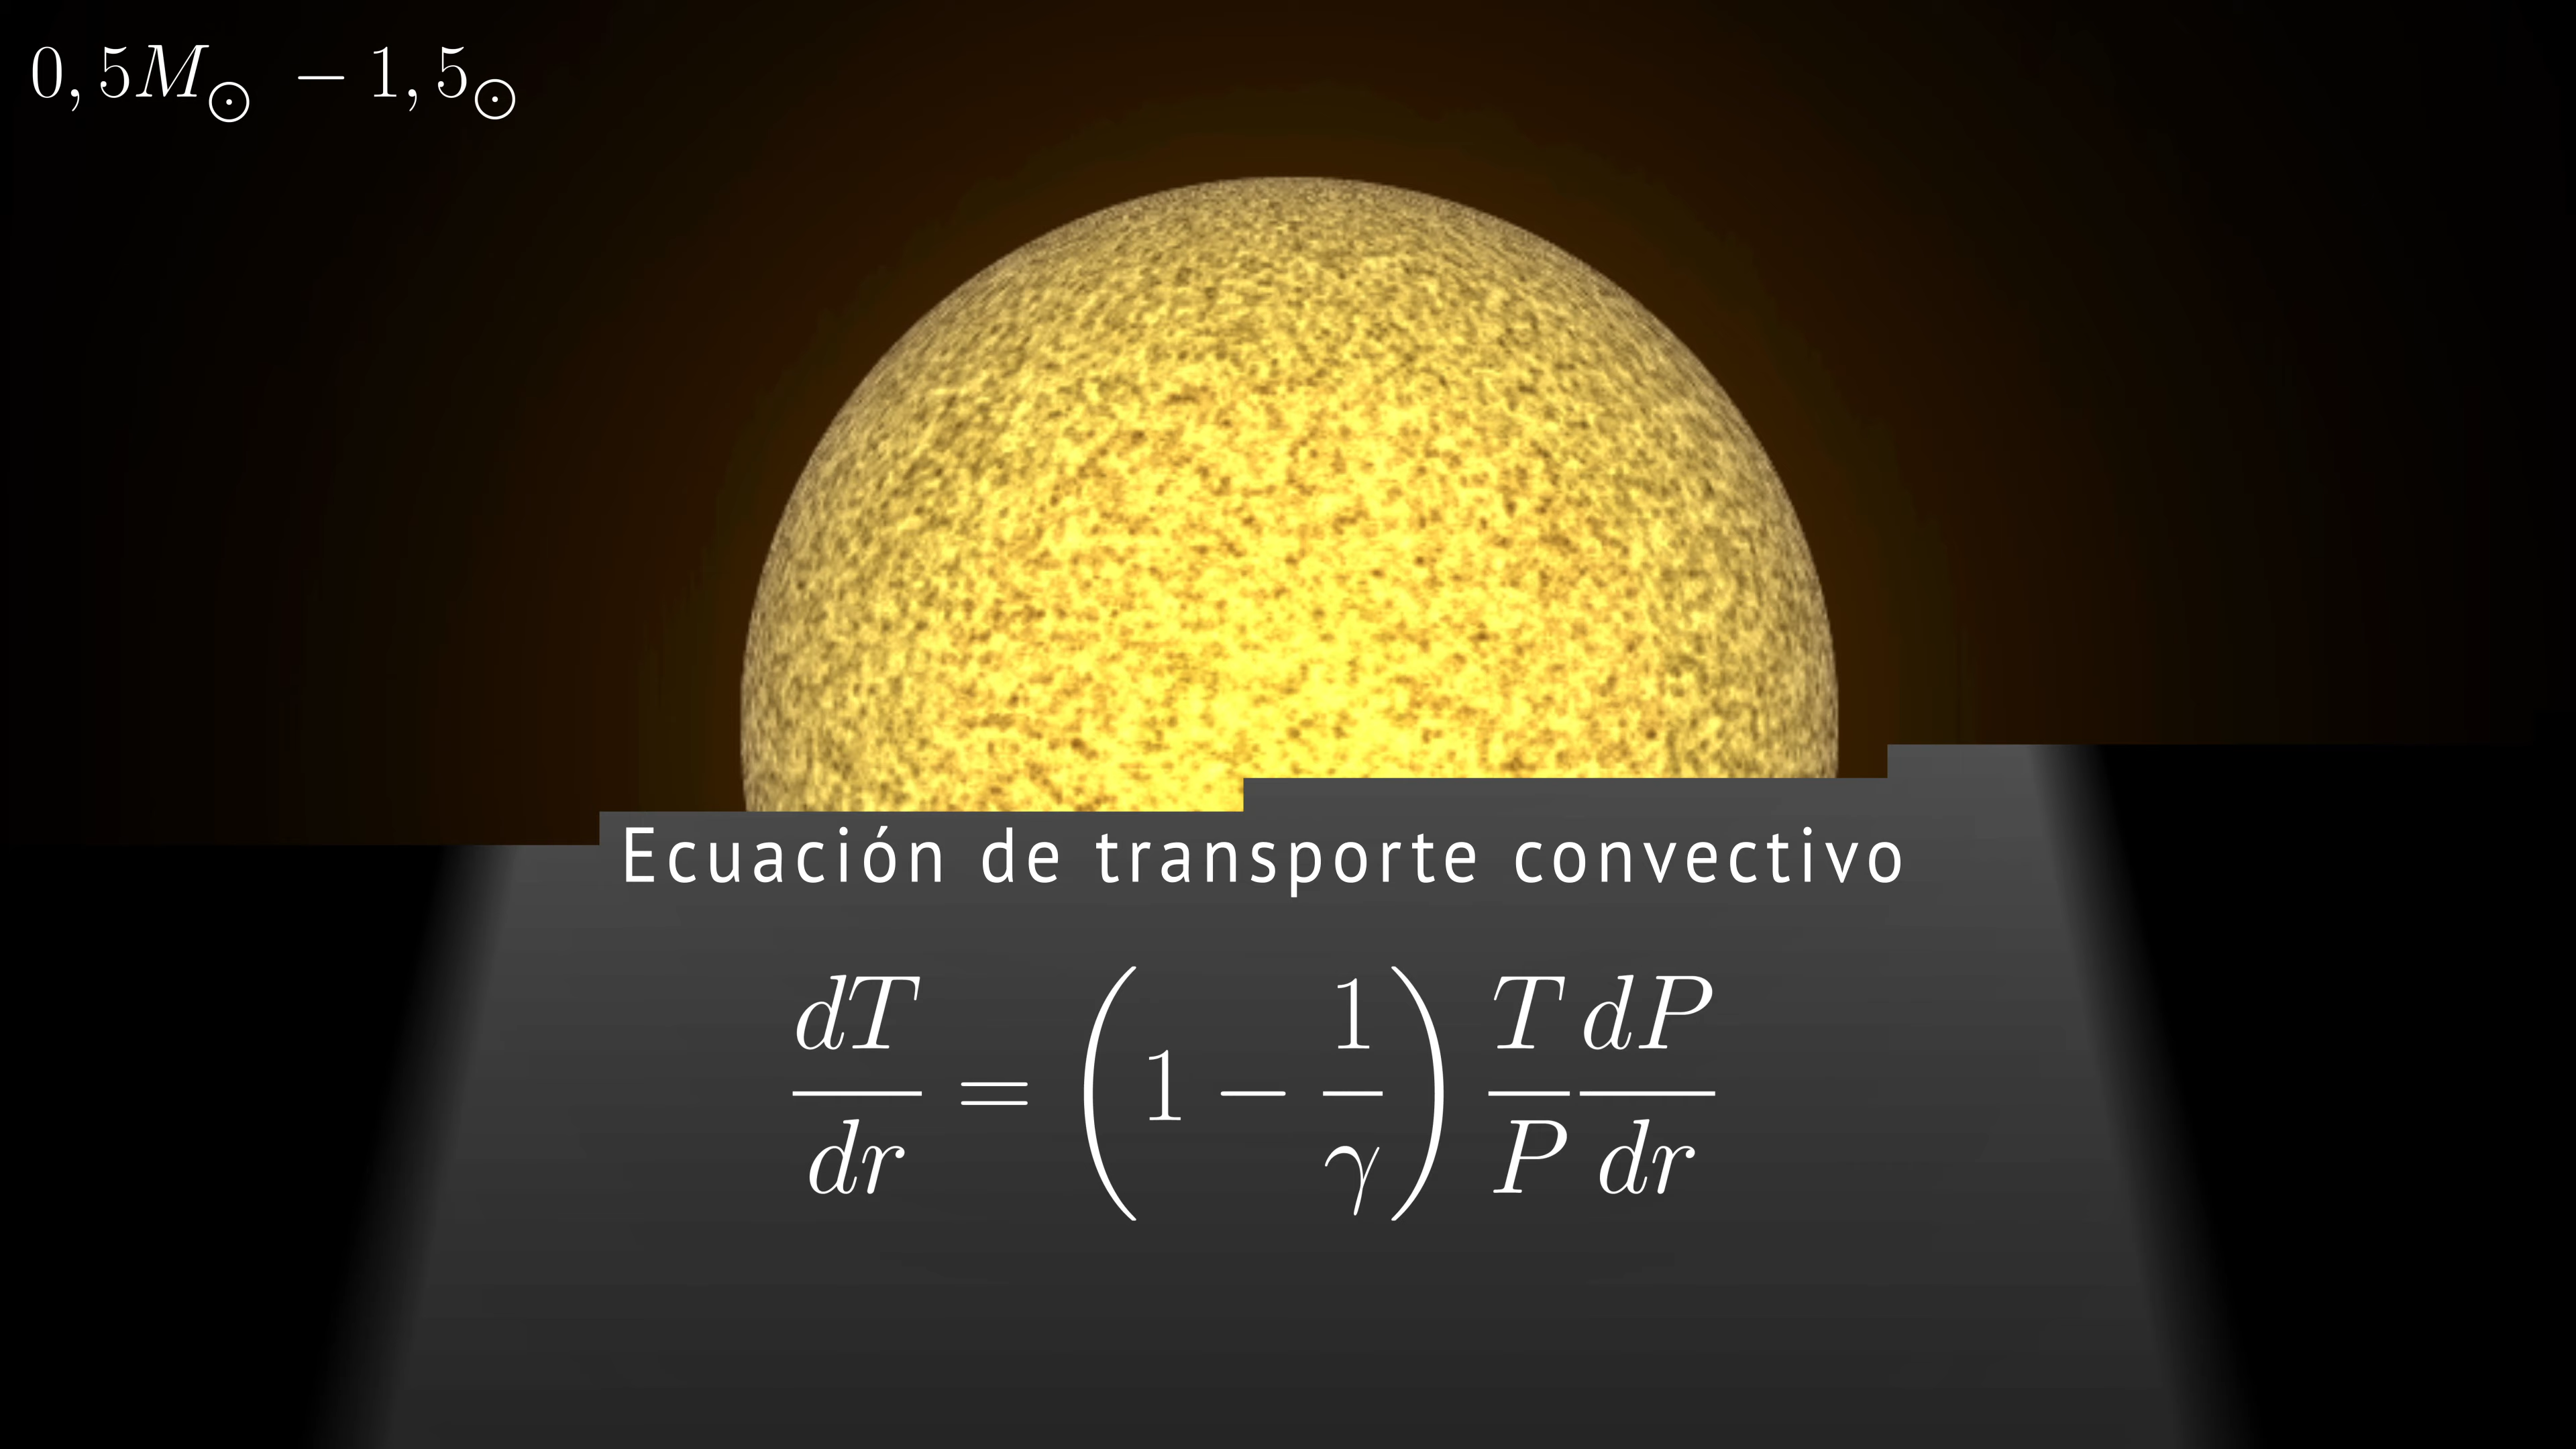 0,5M⊙ − 1,5⊙
Ecuación de transporte convectivo
dT/dr = (1 − 1/γ) T/P dP/dr